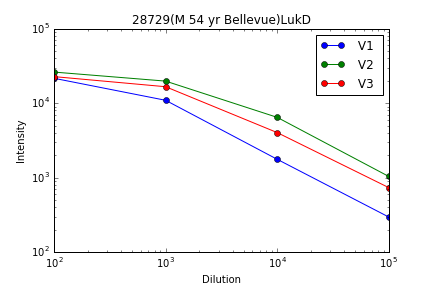 28729(M 54 yr Bellevue)LukD
10^5
10^4
10^3
10^2
Intensity
V1
V2
V3
10^2 10^3 10^4 10^5
Dilution